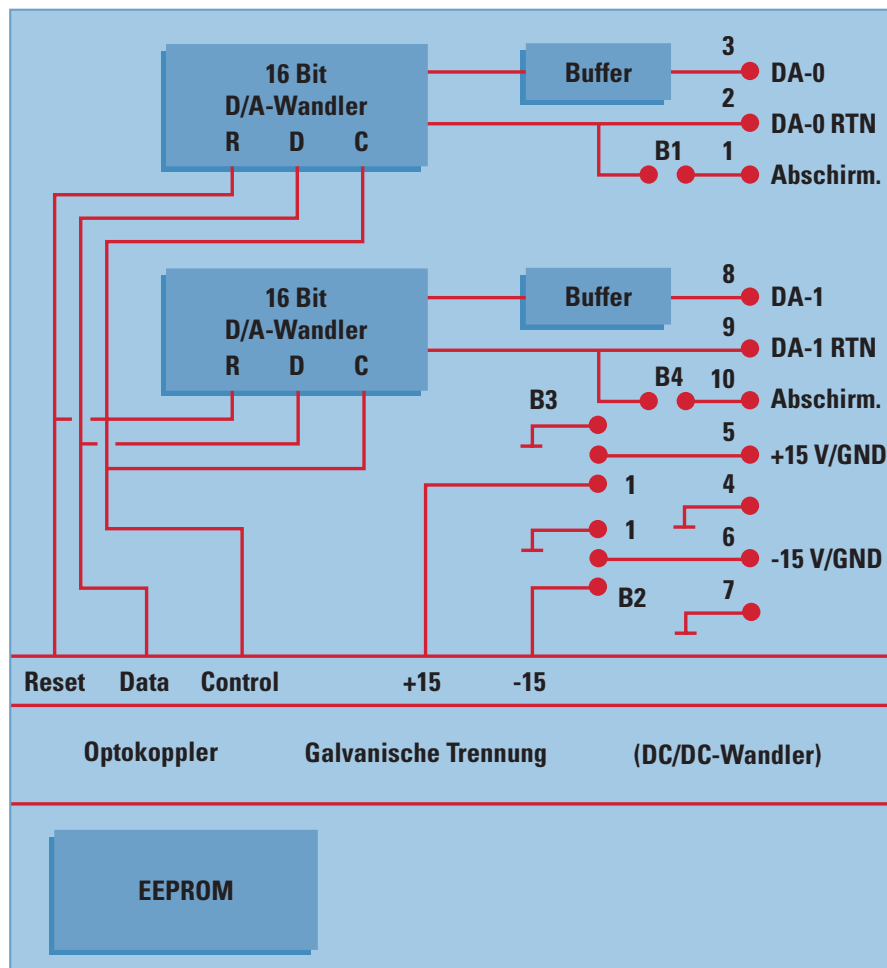 16 Bit
D/A-Wandler
R D C
Buffer
3
DA-0
2
DA-0 RTN
B1
1
Abschirm.
16 Bit
D/A-Wandler
R D C
Buffer
8
DA-1
9
DA-1 RTN
B4
10
Abschirm.
B3
5
+15 V/GND
1
4
1
6
-15 V/GND
B2
7
Reset Data Control +15 -15
Optokoppler Galvanische Trennung (DC/DC-Wandler)
EEPROM